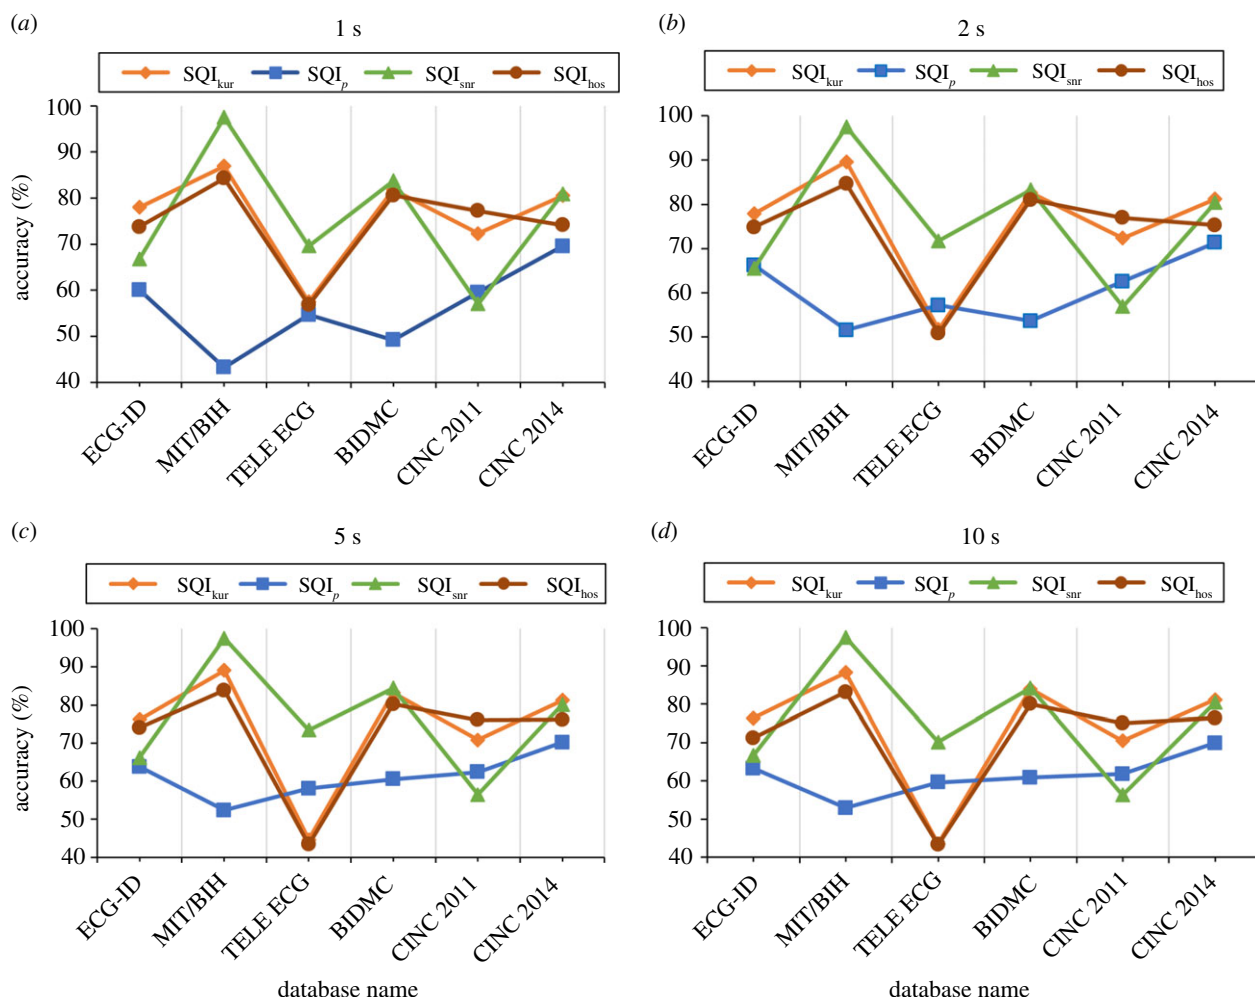 (a) 1 s
SQIkur SQIp SQIsnr SQIhos
100
90
80
70
60
50
40
accuracy (%)
ECG-ID MIT/BIH TELE ECG BIDMC CINC 2011 CINC 2014
(b) 2 s
SQIkur SQIp SQIsnr SQIhos
100
90
80
70
60
50
40
ECG-ID MIT/BIH TELE ECG BIDMC CINC 2011 CINC 2014
(c) 5 s
SQIkur SQIp SQIsnr SQIhos
100
90
80
70
60
50
40
accuracy (%)
ECG-ID MIT/BIH TELE ECG BIDMC CINC 2011 CINC 2014
database name
(d) 10 s
SQIkur SQIp SQIsnr SQIhos
100
90
80
70
60
50
40
ECG-ID MIT/BIH TELE ECG BIDMC CINC 2011 CINC 2014
database name